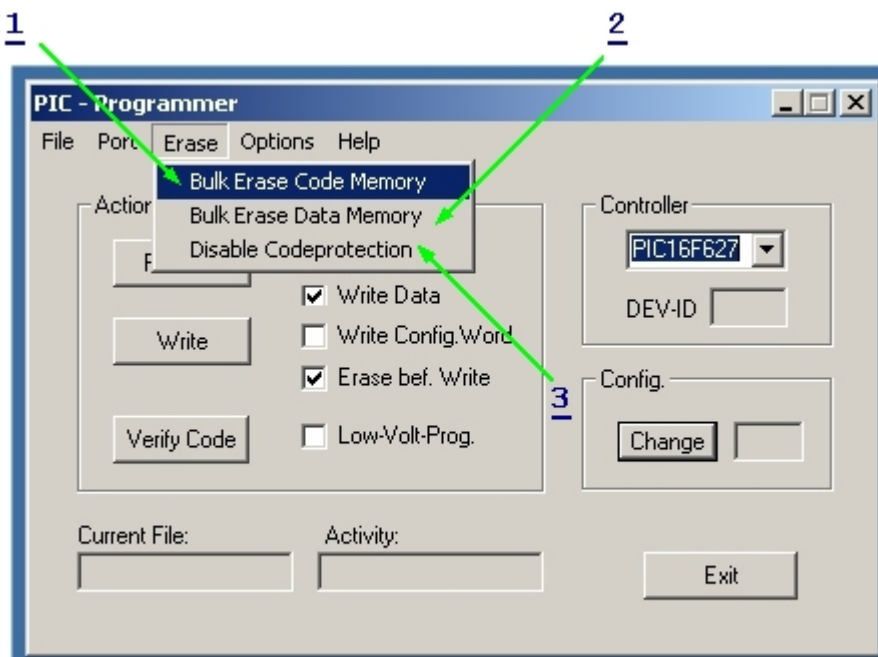 1
2
PIC - Programmer
File Port Erase Options Help
Bulk Erase Code Memory
Bulk Erase Data Memory
Disable Codeprotection
Action
Write Data
Write
Write Config.Word
Erase bef. Write
Verify Code
Low-Volt-Prog.
Controller
PIC16F627
DEV-ID
3
Config.
Change
Current File:
Activity:
Exit